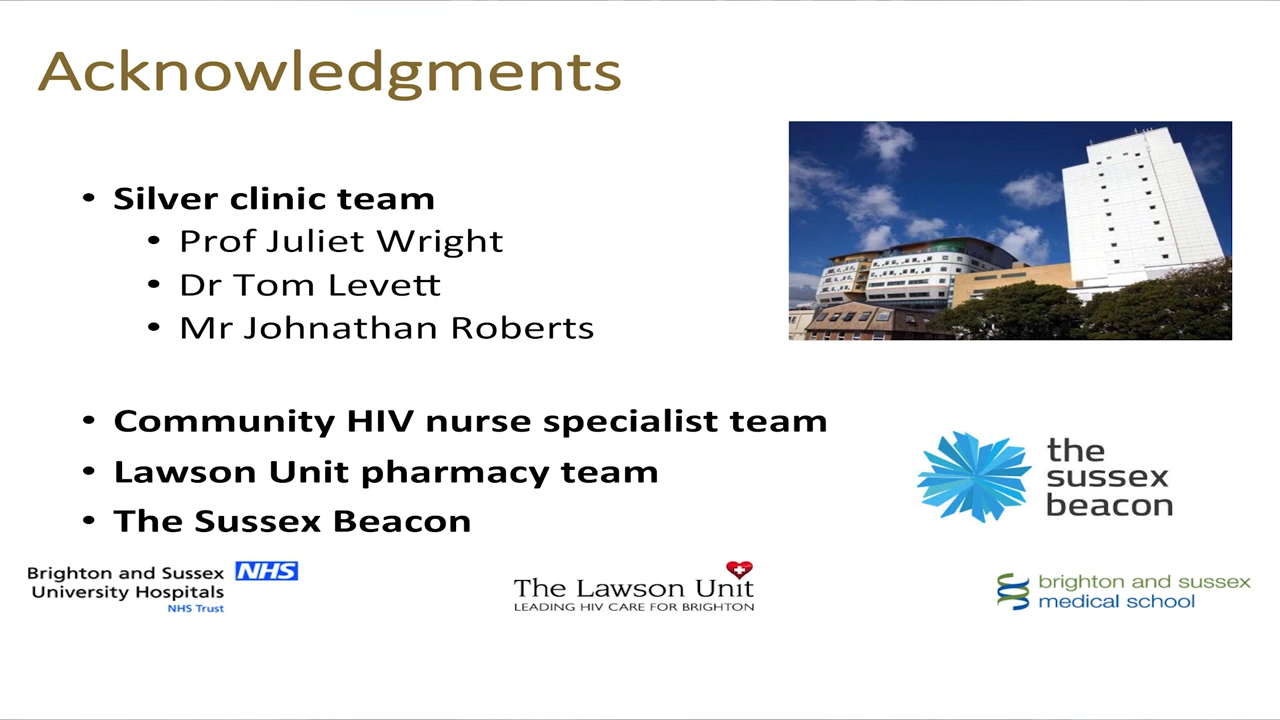 Acknowledgments
• Silver clinic team
• Prof Juliet Wright
• Dr Tom Levett
• Mr Johnathan Roberts
• Community HIV nurse specialist team
• Lawson Unit pharmacy team
• The Sussex Beacon
the
sussex
beacon
Brighton and Sussex NHS
University Hospitals
NHS Trust
The Lawson Unit
LEADING HIV CARE FOR BRIGHTON
brighton and sussex
medical school